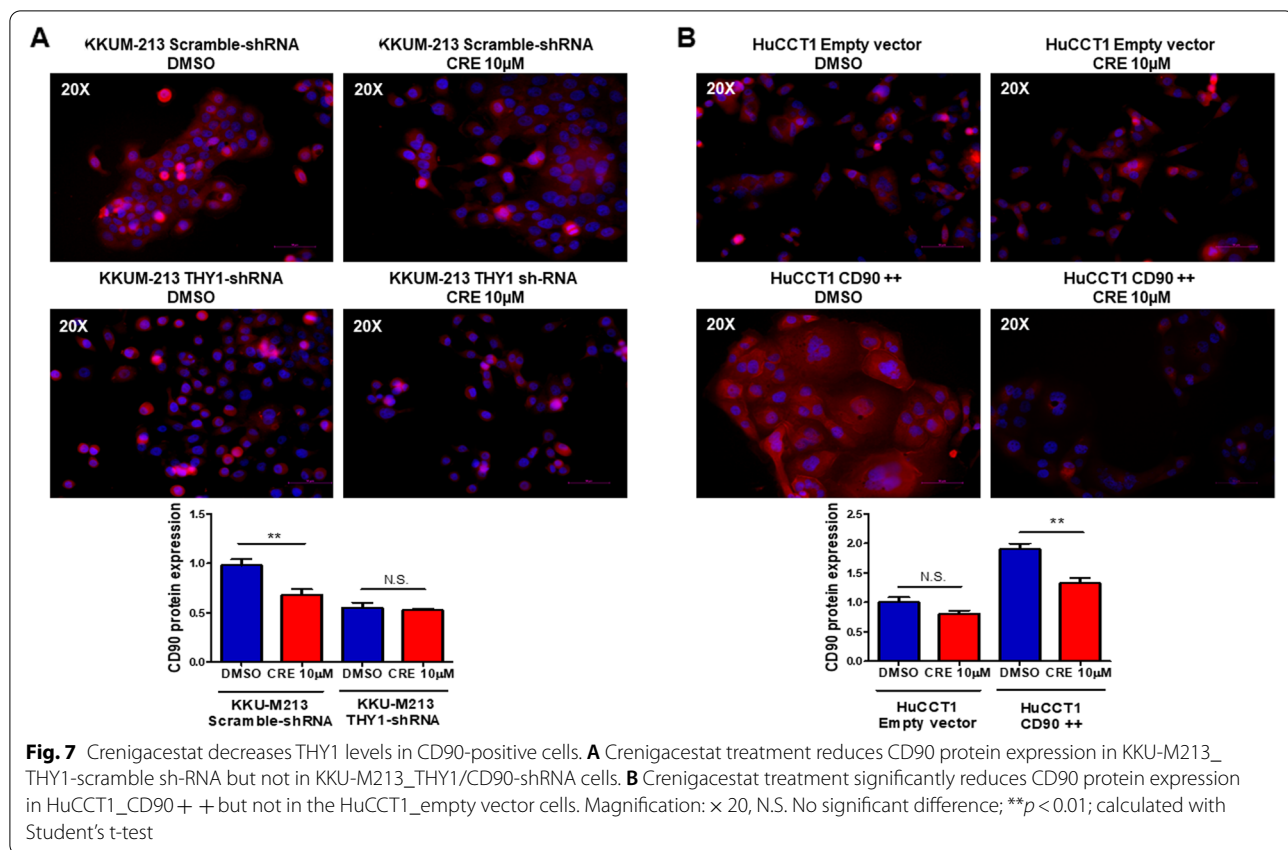 A
KKUM-213 Scramble-shRNA
DMSO
KKUM-213 Scramble-shRNA
CRE 10µM
20X
20X
KKUM-213 THY1-shRNA
DMSO
KKUM-213 THY1 sh-RNA
CRE 10µM
20X
20X
CD90 protein expression
1.5
1.0
0.5
0.0
**
N.S.
DMSO
CRE 10µM
DMSO
CRE 10µM
KKU-M213
Scramble-shRNA
KKU-M213
THY1-shRNA
B
HuCCT1 Empty vector
DMSO
HuCCT1 Empty vector
CRE 10µM
20X
20X
HuCCT1 CD90 ++
DMSO
HuCCT1 CD90 ++
CRE 10µM
20X
20X
CD90 protein expression
2.5
2.0
1.5
1.0
0.5
0.0
N.S.
**
DMSO
CRE 10µM
DMSO
CRE 10µM
HuCCT1
Empty vector
HuCCT1
CD90 ++
Fig. 7 Crenigacestat decreases THY1 levels in CD90-positive cells. A Crenigacestat treatment reduces CD90 protein expression in KKU-M213_
THY1-scramble sh-RNA but not in KKU-M213_THY1/CD90-shRNA cells. B Crenigacestat treatment significantly reduces CD90 protein expression
in HuCCT1_CD90 + + but not in the HuCCT1_empty vector cells. Magnification: × 20, N.S. No significant difference; **p < 0.01; calculated with
Student's t-test